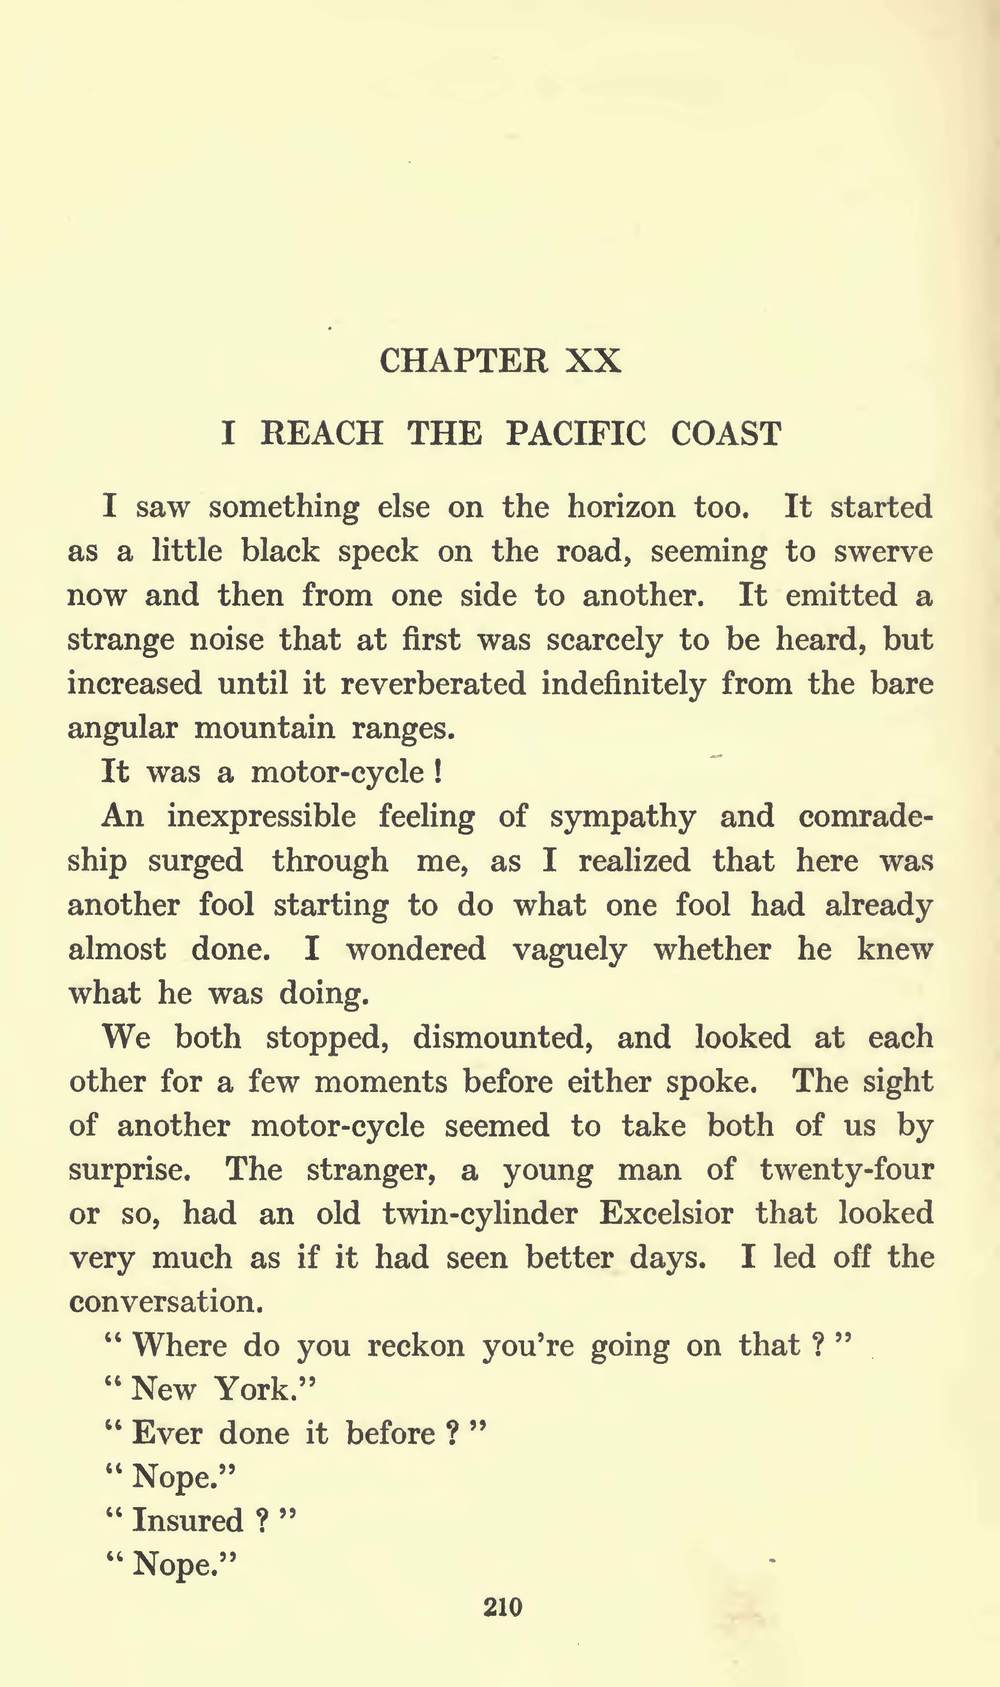 CHAPTER XX
I REACH THE PACIFIC COAST
I saw something else on the horizon too. It started
as a little black speck on the road, seeming to swerve
now and then from one side to another. It emitted a
strange noise that at first was scarcely to be heard, but
increased until it reverberated indefinitely from the bare
angular mountain ranges.
It was a motor-cycle !
An inexpressible feeling of sympathy and comrade-
ship surged through me, as I realized that here was
another fool starting to do what one fool had already
almost done. I wondered vaguely whether he knew
what he was doing.
We both stopped, dismounted, and looked at each
other for a few moments before either spoke. The sight
of another motor-cycle seemed to take both of us by
surprise. The stranger, a young man of twenty-four
or so, had an old twin-cylinder Excelsior that looked
very much as if it had seen better days. I led off the
conversation.
“ Where do you reckon you’re going on that ? ”
“ New York.”
“ Ever done it before ? ”
“ Nope.”
“ Insured ? ”
“ Nope.”
210